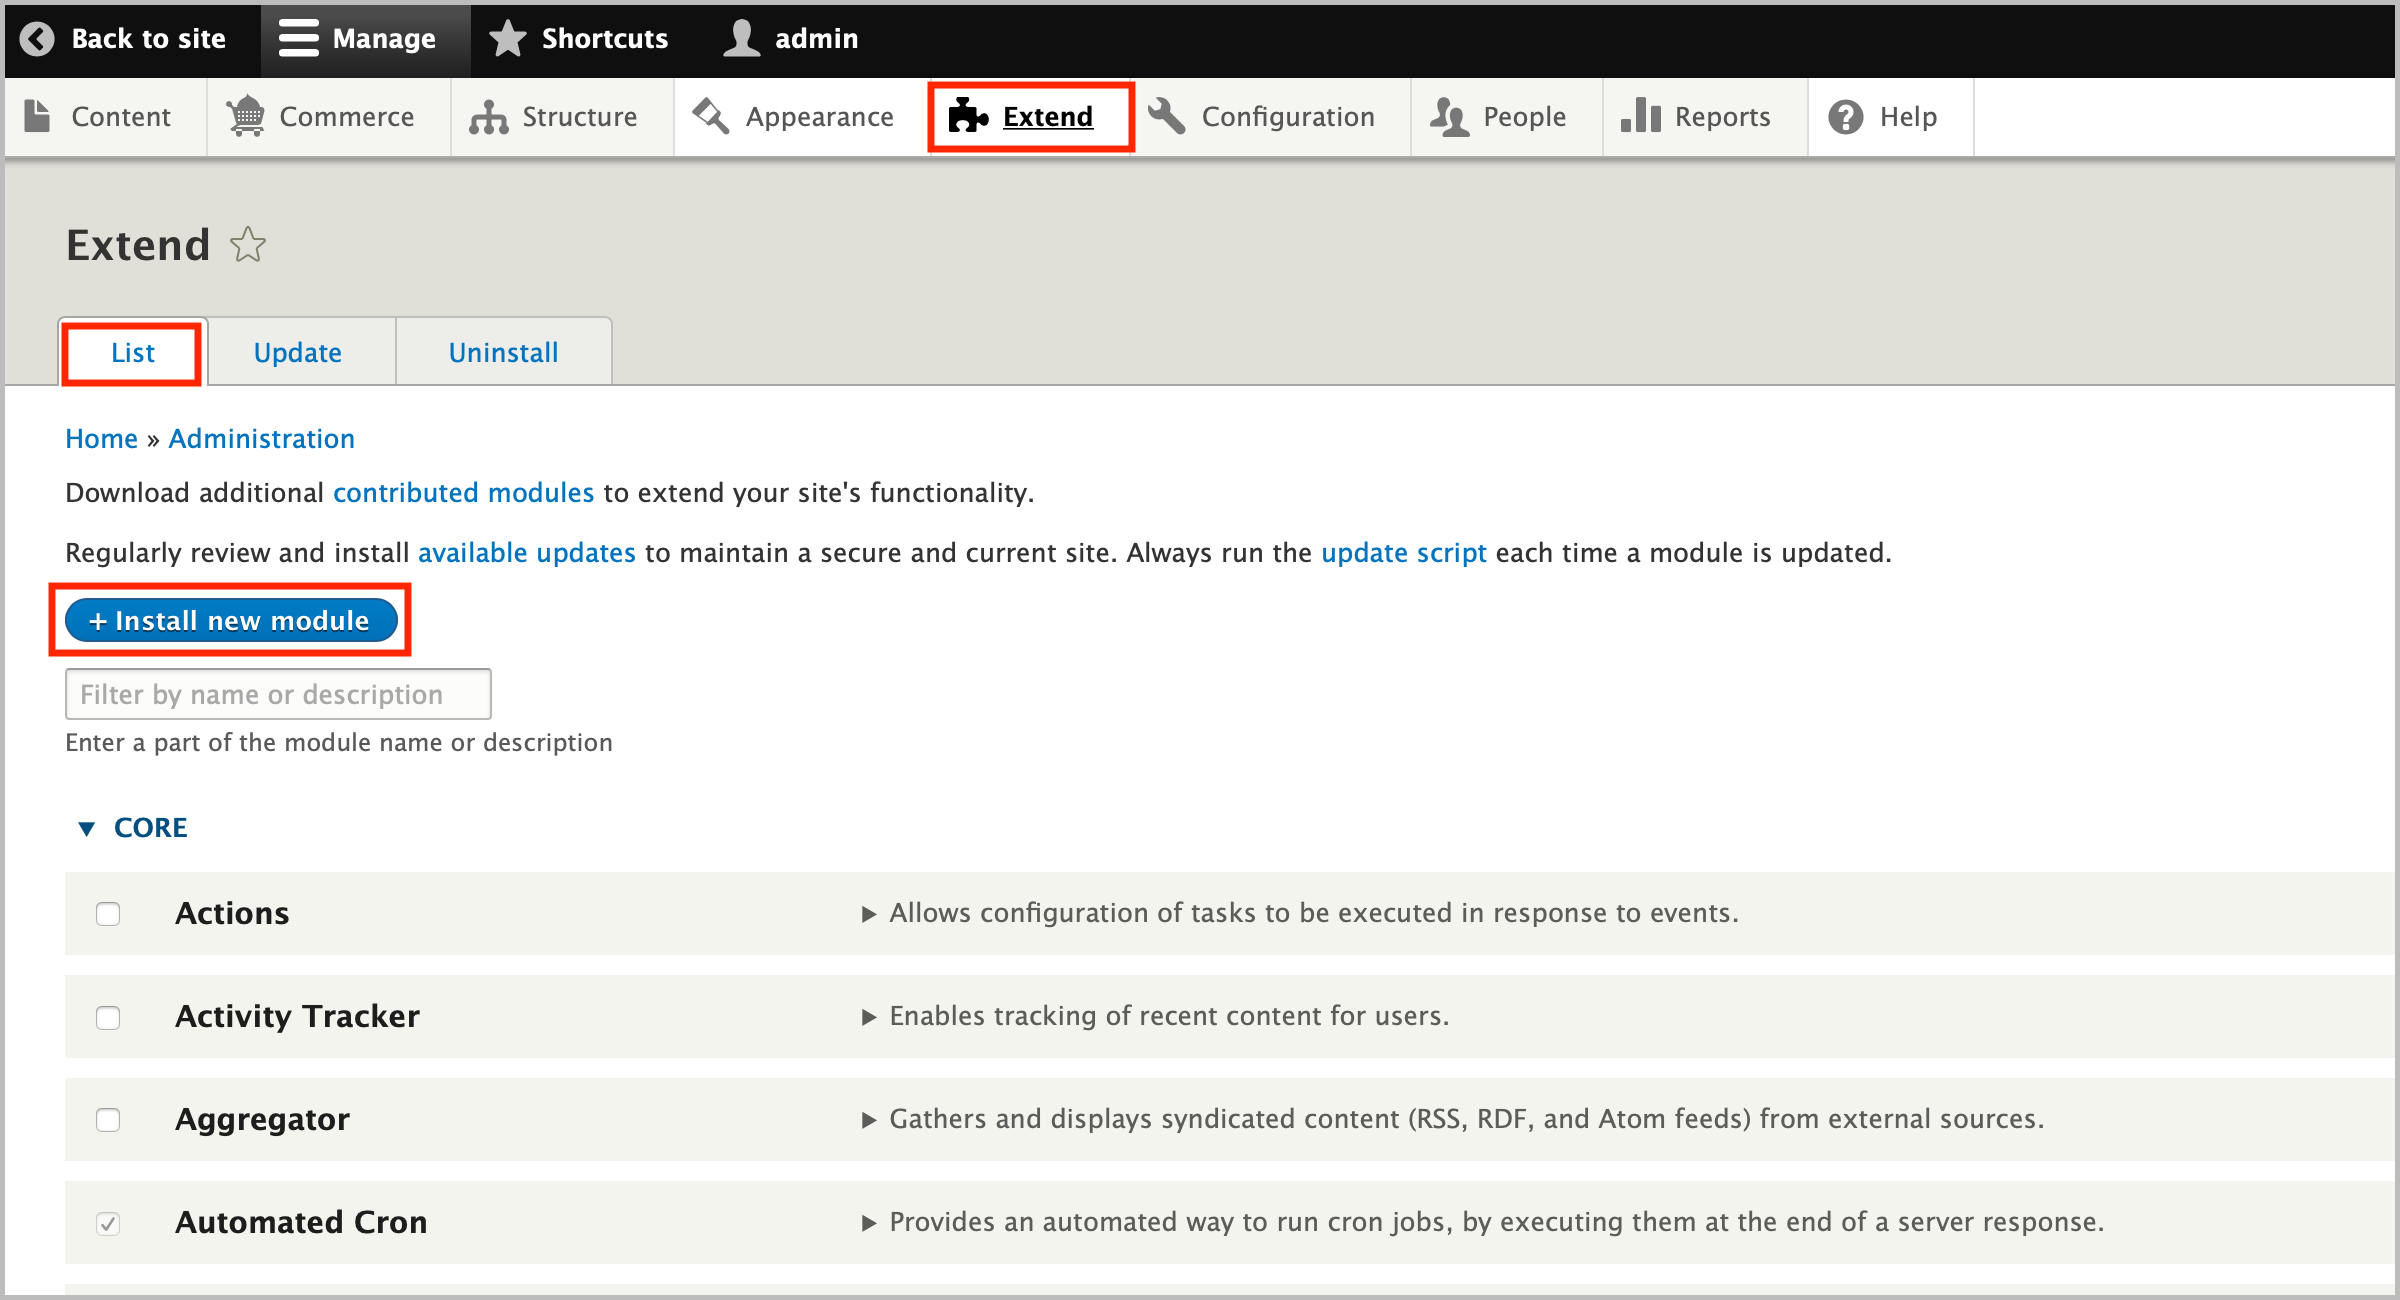 Back to site Manage Shortcuts admin
Content Commerce Structure Appearance Extend Configuration People Reports Help
Extend
List Update Uninstall
Home » Administration
Download additional contributed modules to extend your site's functionality.
Regularly review and install available updates to maintain a secure and current site. Always run the update script each time a module is updated.
+ Install new module
Filter by name or description
Enter a part of the module name or description
▼ CORE
Actions ▶ Allows configuration of tasks to be executed in response to events.
Activity Tracker ▶ Enables tracking of recent content for users.
Aggregator ▶ Gathers and displays syndicated content (RSS, RDF, and Atom feeds) from external sources.
Automated Cron ▶ Provides an automated way to run cron jobs, by executing them at the end of a server response.